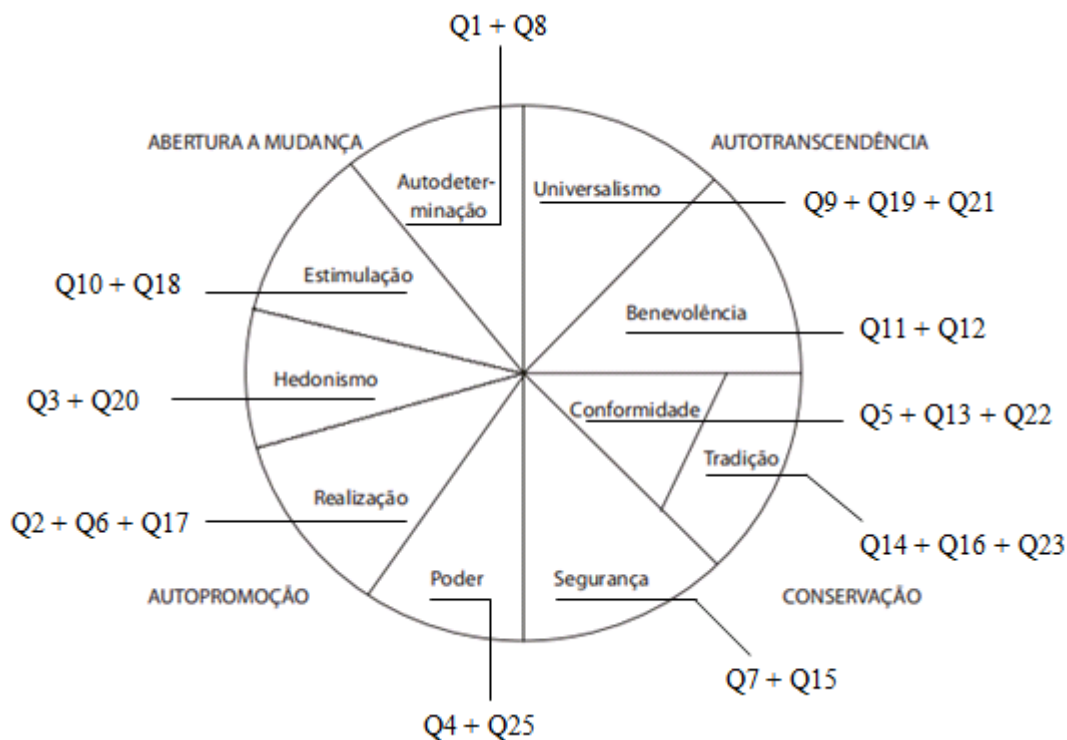 Q1 + Q8
ABERTURA A MUDANÇA
AUTOTRANSCENDÊNCIA
Autodeter-
minação
Universalismo
Q9 + Q19 + Q21
Estimulação
Q10 + Q18
Benevolência
Q11 + Q12
Hedonismo
Q3 + Q20
Conformidade
Q5 + Q13 + Q22
Tradição
Realização
Q2 + Q6 + Q17
Q14 + Q16 + Q23
Poder
Segurança
AUTOPROMOÇÃO
CONSERVAÇÃO
Q7 + Q15
Q4 + Q25